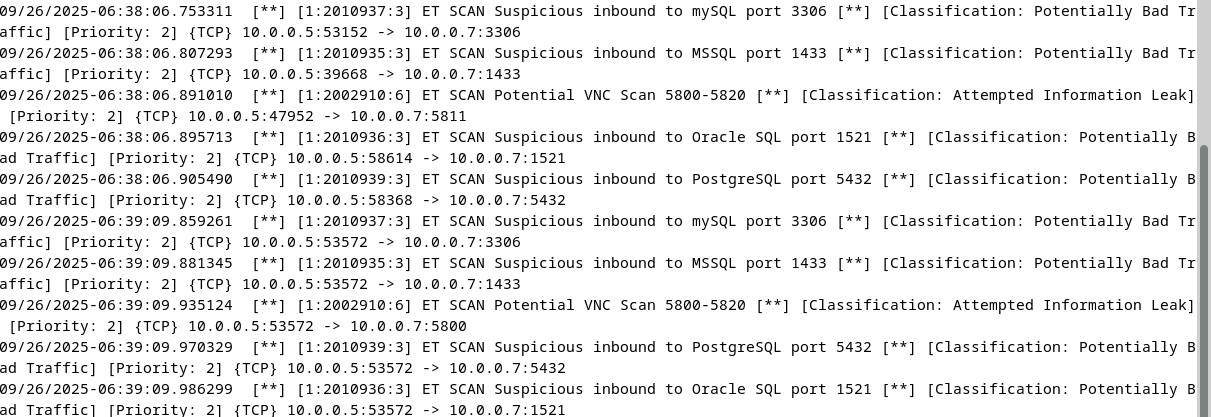 09/26/2025-06:38:06.753311  [**] [1:2010937:3] ET SCAN Suspicious inbound to mySQL port 3306 [**] [Classification: Potentially Bad Tr
affic] [Priority: 2] {TCP} 10.0.0.5:53152 -> 10.0.0.7:3306
09/26/2025-06:38:06.807293  [**] [1:2010935:3] ET SCAN Suspicious inbound to MSSQL port 1433 [**] [Classification: Potentially Bad Tr
affic] [Priority: 2] {TCP} 10.0.0.5:39668 -> 10.0.0.7:1433
09/26/2025-06:38:06.891010  [**] [1:2002910:6] ET SCAN Potential VNC Scan 5800-5820 [**] [Classification: Attempted Information Leak]
 [Priority: 2] {TCP} 10.0.0.5:47952 -> 10.0.0.7:5811
09/26/2025-06:38:06.895713  [**] [1:2010936:3] ET SCAN Suspicious inbound to Oracle SQL port 1521 [**] [Classification: Potentially B
ad Traffic] [Priority: 2] {TCP} 10.0.0.5:58614 -> 10.0.0.7:1521
09/26/2025-06:38:06.905490  [**] [1:2010939:3] ET SCAN Suspicious inbound to PostgreSQL port 5432 [**] [Classification: Potentially B
ad Traffic] [Priority: 2] {TCP} 10.0.0.5:58368 -> 10.0.0.7:5432
09/26/2025-06:39:09.859261  [**] [1:2010937:3] ET SCAN Suspicious inbound to mySQL port 3306 [**] [Classification: Potentially Bad Tr
affic] [Priority: 2] {TCP} 10.0.0.5:53572 -> 10.0.0.7:3306
09/26/2025-06:39:09.881345  [**] [1:2010935:3] ET SCAN Suspicious inbound to MSSQL port 1433 [**] [Classification: Potentially Bad Tr
affic] [Priority: 2] {TCP} 10.0.0.5:53572 -> 10.0.0.7:1433
09/26/2025-06:39:09.935124  [**] [1:2002910:6] ET SCAN Potential VNC Scan 5800-5820 [**] [Classification: Attempted Information Leak]
 [Priority: 2] {TCP} 10.0.0.5:53572 -> 10.0.0.7:5800
09/26/2025-06:39:09.970329  [**] [1:2010939:3] ET SCAN Suspicious inbound to PostgreSQL port 5432 [**] [Classification: Potentially B
ad Traffic] [Priority: 2] {TCP} 10.0.0.5:53572 -> 10.0.0.7:5432
09/26/2025-06:39:09.986299  [**] [1:2010936:3] ET SCAN Suspicious inbound to Oracle SQL port 1521 [**] [Classification: Potentially B
ad Traffic] [Priority: 2] {TCP} 10.0.0.5:53572 -> 10.0.0.7:1521